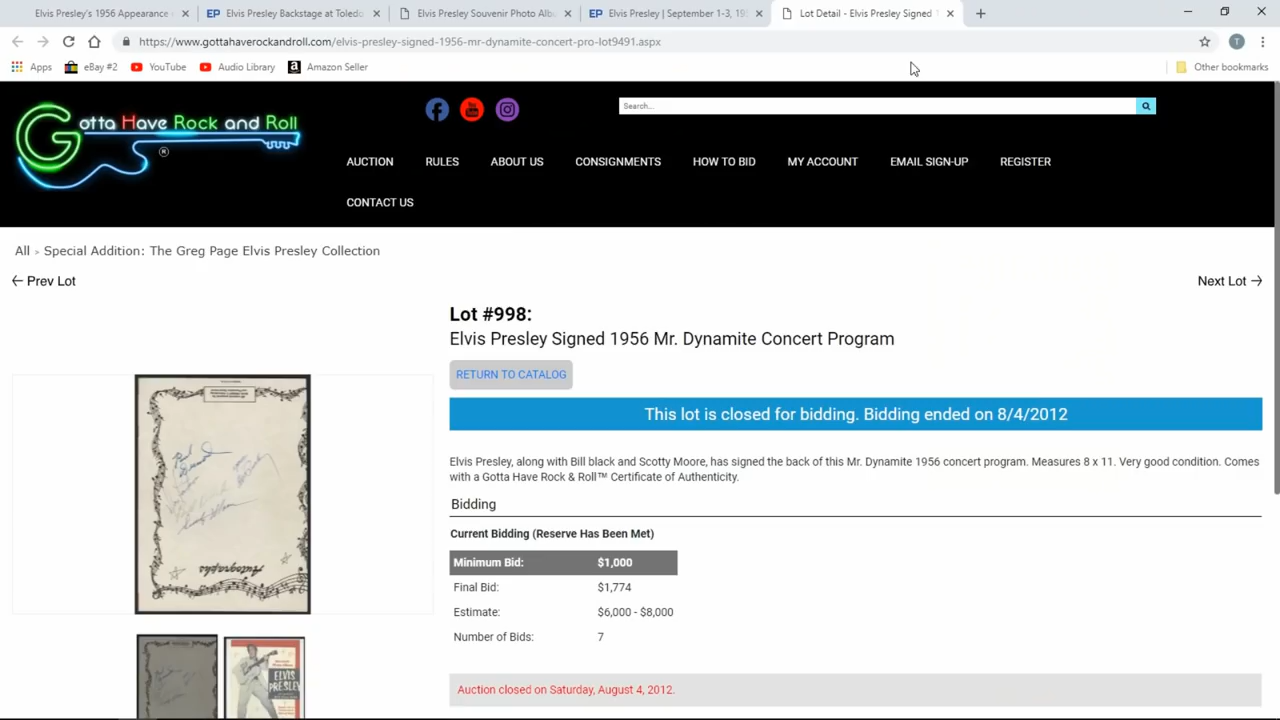 Elvis Presley's 1956 Appearance
Elvis Presley Backstage at Toledo
Elvis Presley Souvenir Photo Alb
Elvis Presley | September 1-3, 195
Lot Detail - Elvis Presley Signed 1
https://www.gottahaverockandroll.com/elvis-presley-signed-1956-mr-dynamite-concert-pro-lot9491.aspx
T
Apps
eBay #2
YouTube
Audio Library
Amazon Seller
Other bookmarks
Gotta Have Rock and Roll
Search...
AUCTION
RULES
ABOUT US
CONSIGNMENTS
HOW TO BID
MY ACCOUNT
EMAIL SIGN-UP
REGISTER
CONTACT US
All > Special Addition: The Greg Page Elvis Presley Collection
← Prev Lot
Next Lot →
Lot #998:
Elvis Presley Signed 1956 Mr. Dynamite Concert Program
RETURN TO CATALOG
This lot is closed for bidding. Bidding ended on 8/4/2012
Elvis Presley, along with Bill black and Scotty Moore, has signed the back of this Mr. Dynamite 1956 concert program. Measures 8 x 11. Very good condition. Comes
with a Gotta Have Rock & Roll™ Certificate of Authenticity.
Bidding
Current Bidding (Reserve Has Been Met)
Minimum Bid: $1,000
Final Bid: $1,774
Estimate: $6,000 - $8,000
Number of Bids: 7
Auction closed on Saturday, August 4, 2012.
Autographs
ELVIS
PRESLEY